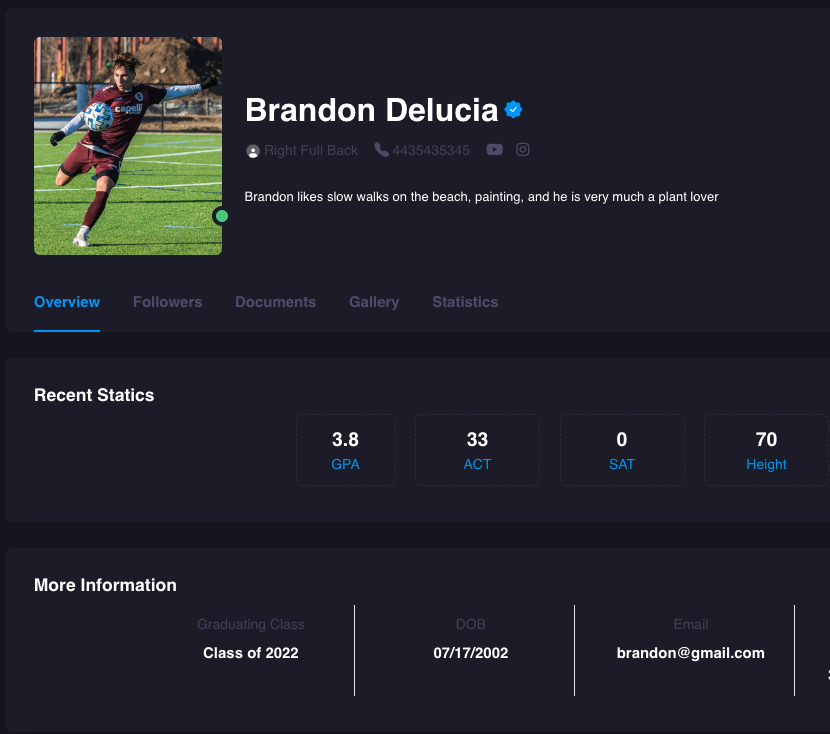 capelli
Brandon Delucia
Right Full Back 4435435345
Brandon likes slow walks on the beach, painting, and he is very much a plant lover
Overview Followers Documents Gallery Statistics
Recent Statics
3.8 33 0 70
GPA ACT SAT Height
More Information
Graduating Class DOB Email
Class of 2022 07/17/2002 brandon@gmail.com